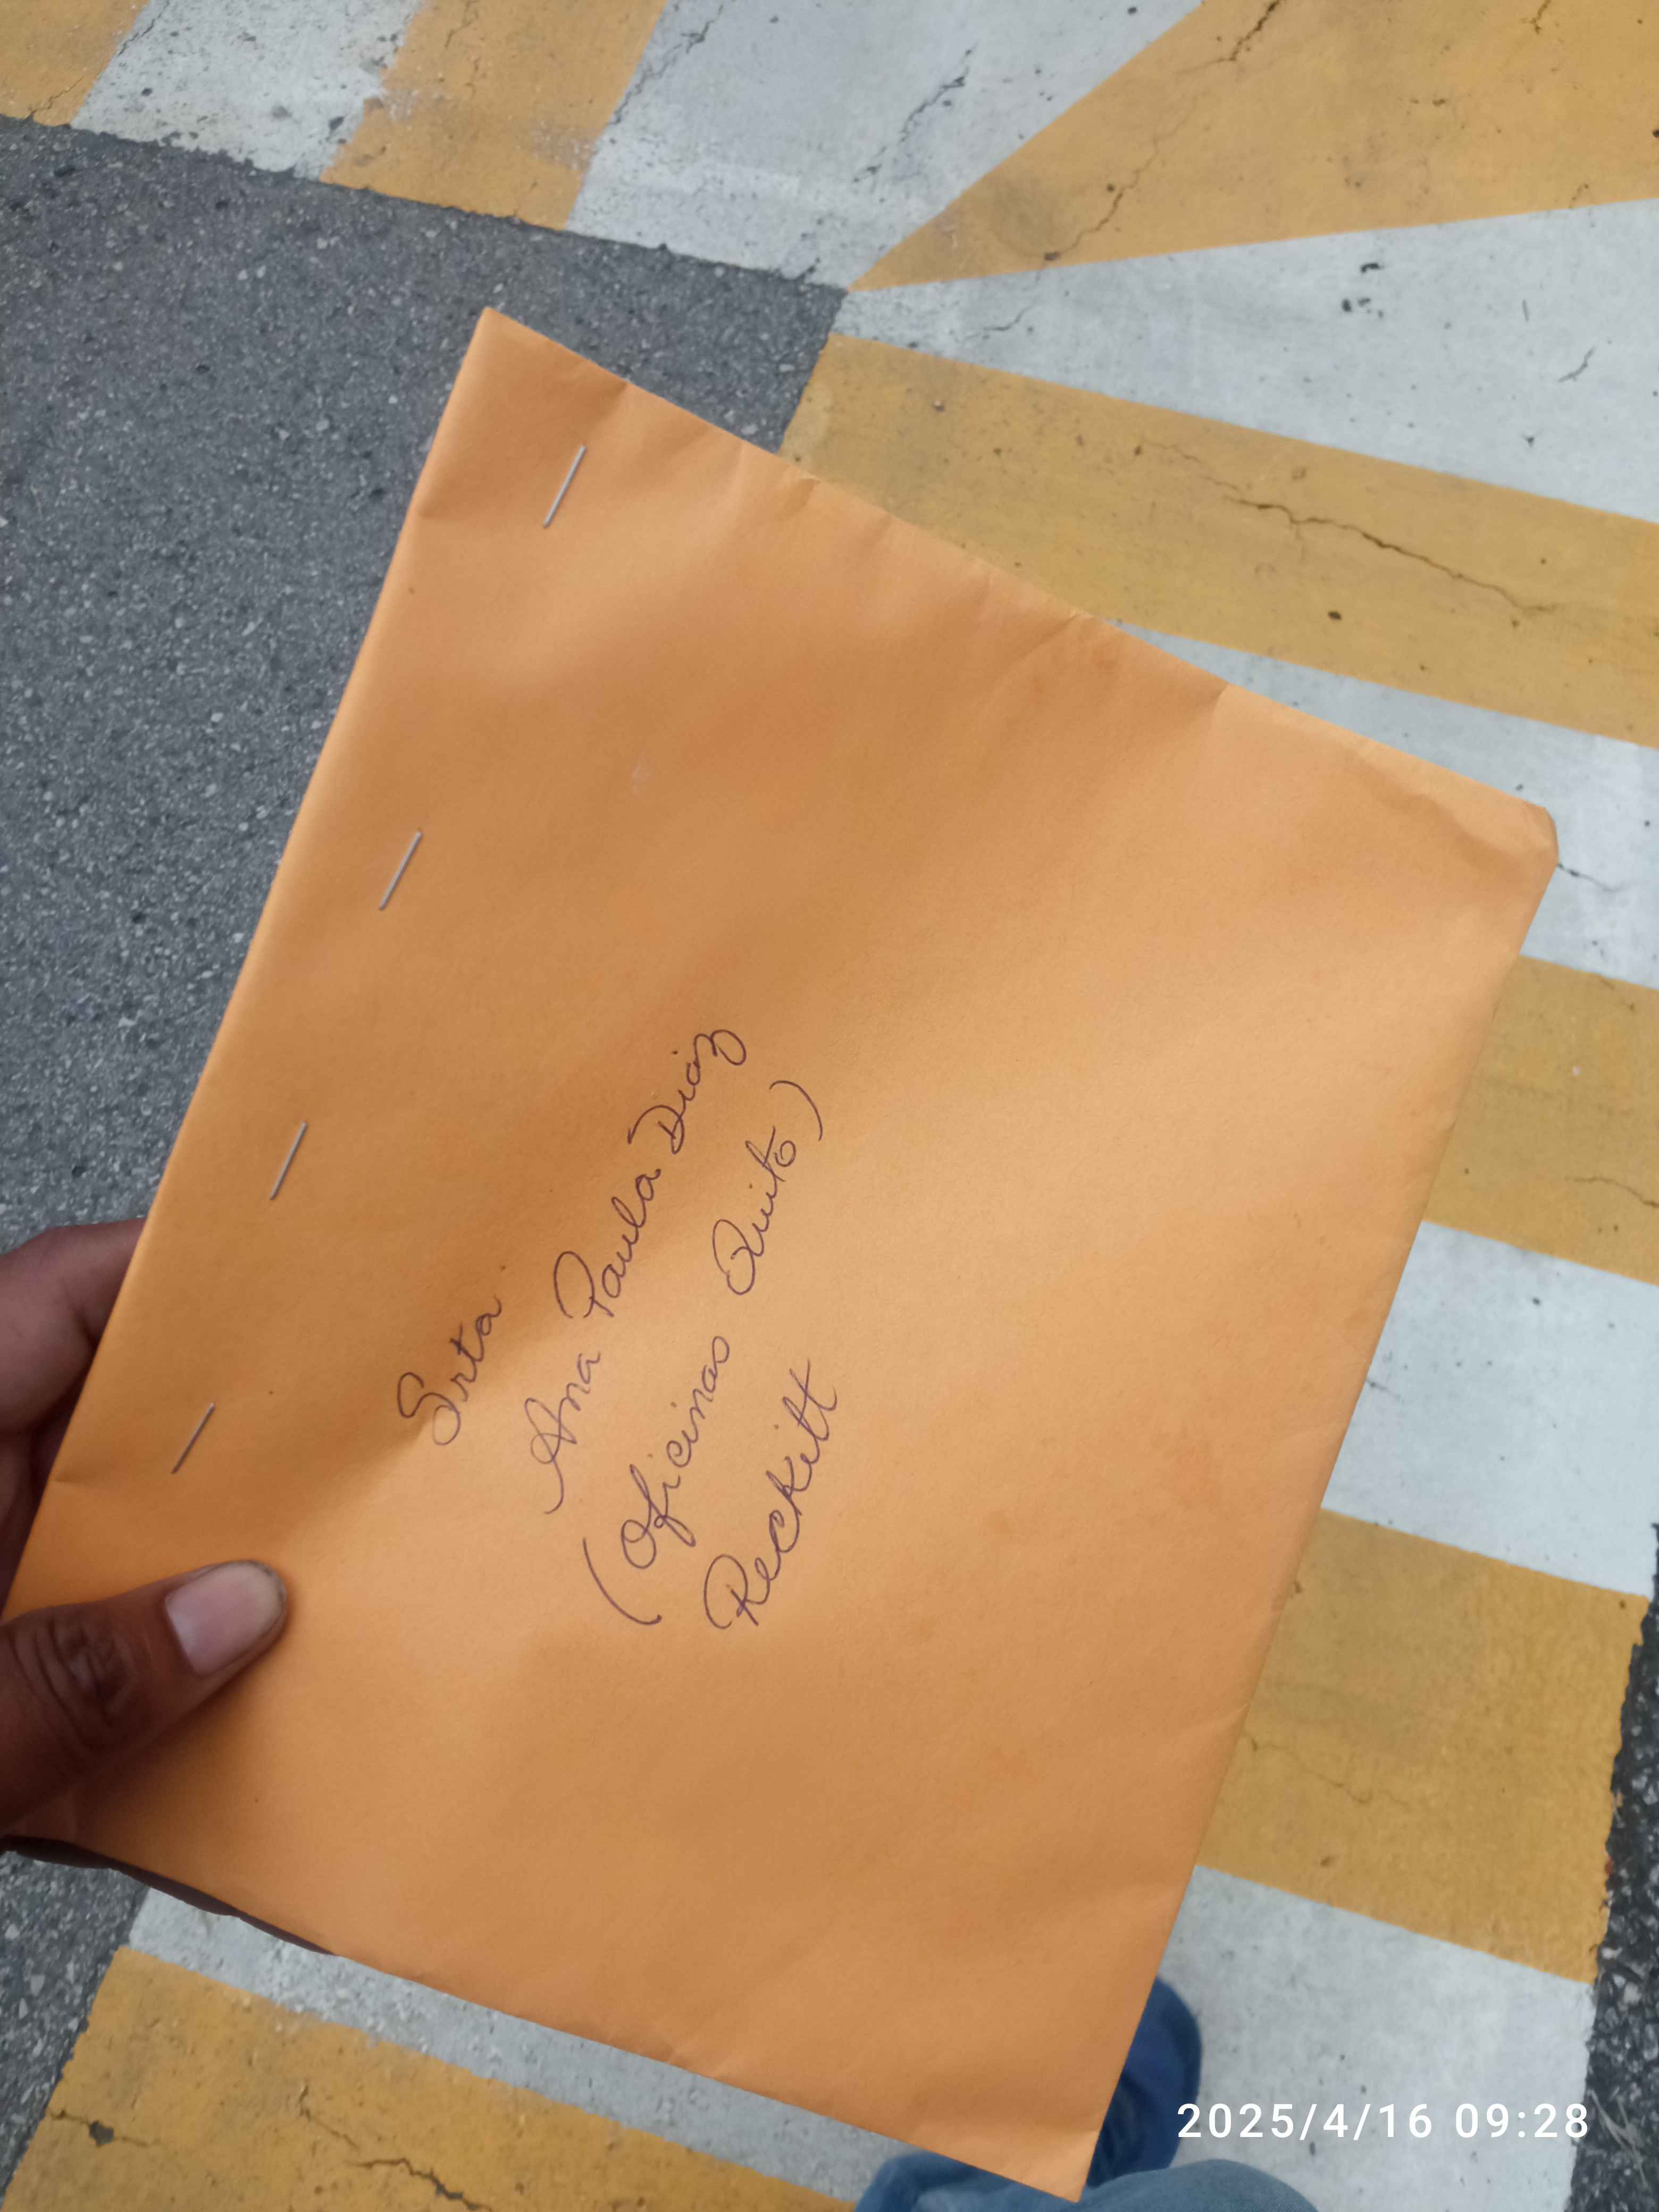 Srta
Ana Paula Diaz
(Oficinas Quito)
Reckitt
2025/4/16 09:28